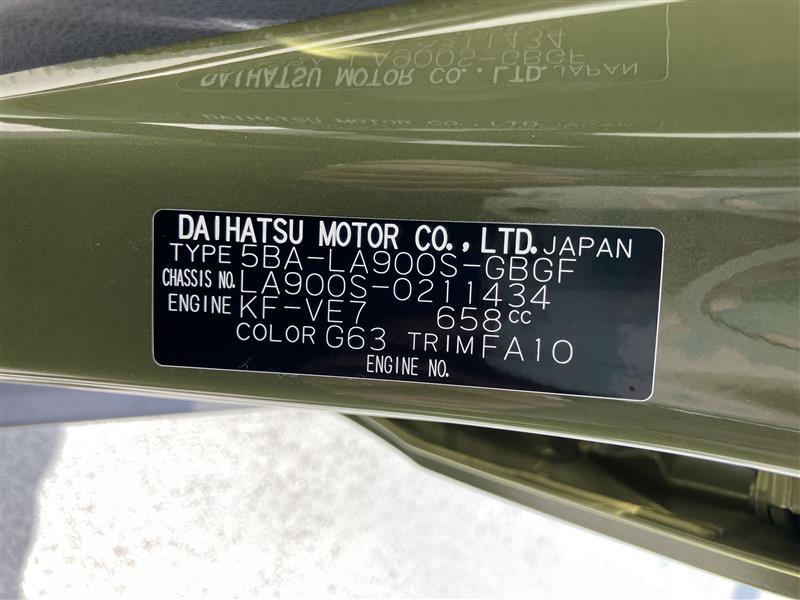 DAIHATSU MOTOR CO., LTD. JAPAN
TYPE 5BA-LA900S-GBGF
CHASSIS NO. LA900S-0211434
ENGINE KF-VE7 658cc
COLOR G63 TRIM FA10
ENGINE NO.